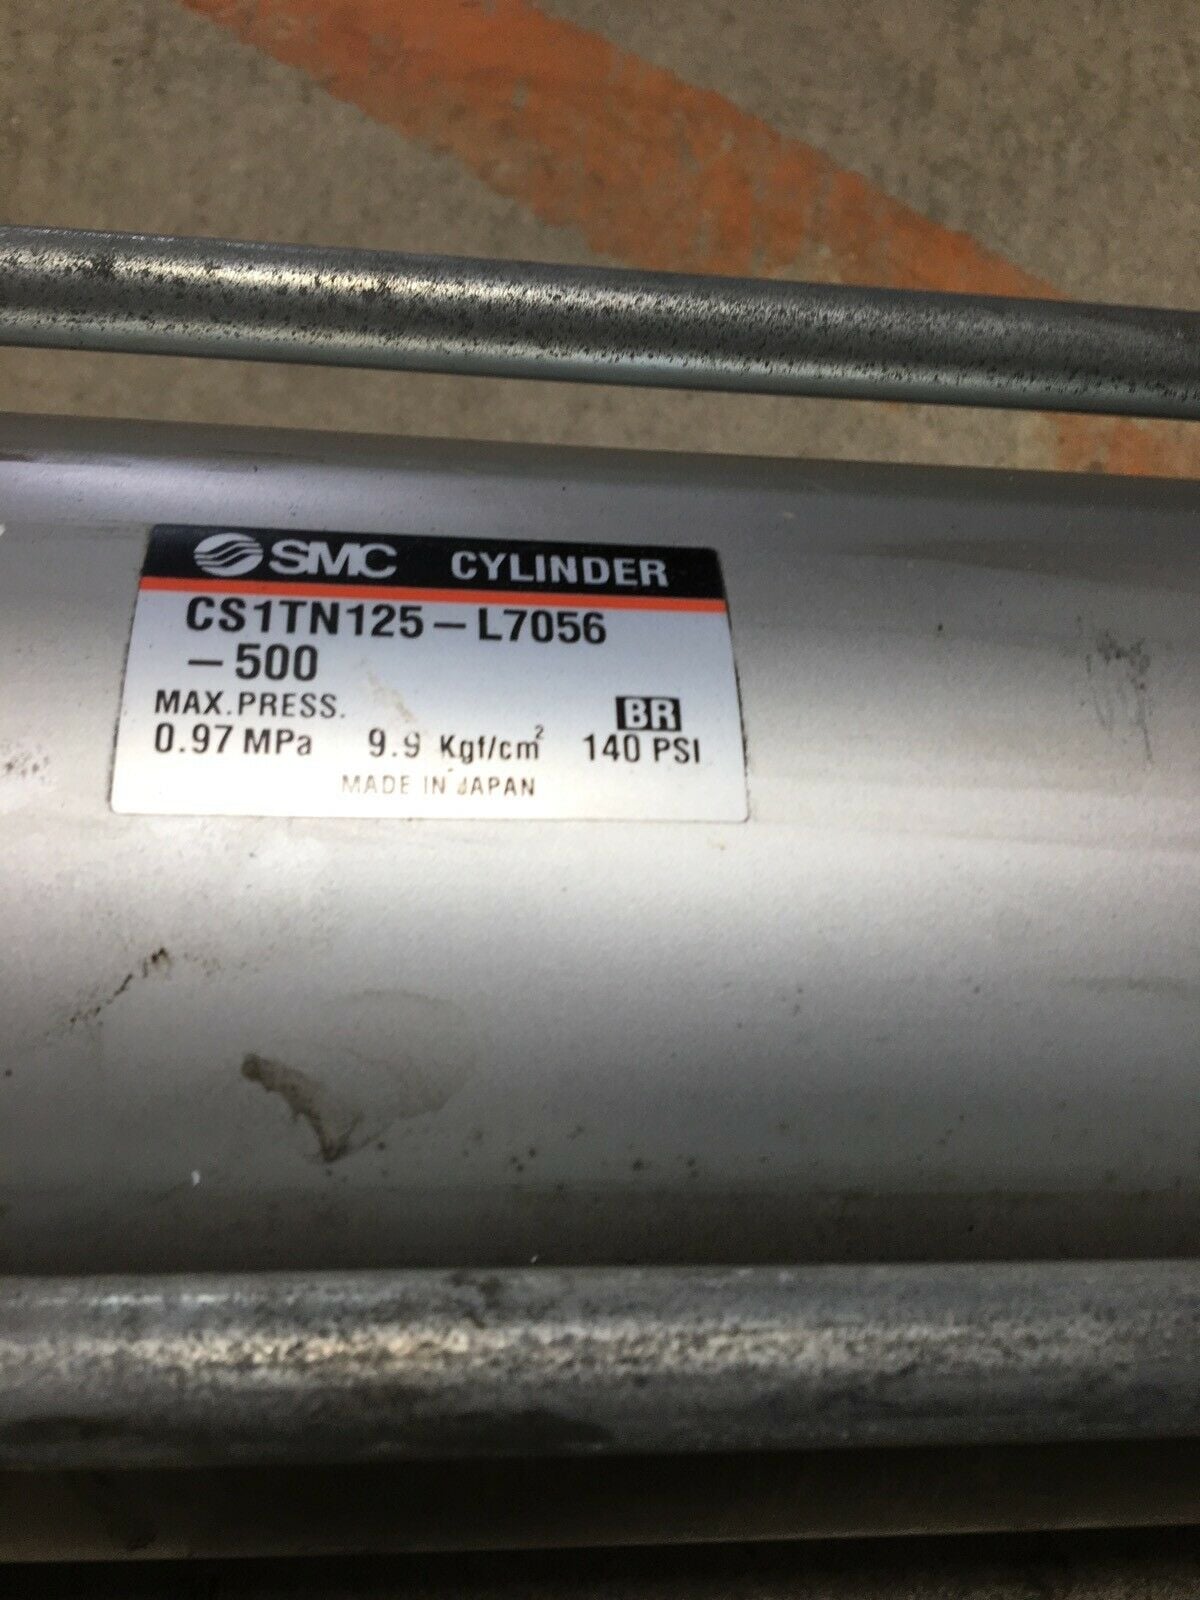 SMC CYLINDER
CS1TN125-L7056
-500
MAX.PRESS. BR
0.97 MPa 9.9 Kgf/cm² 140 PSI
MADE IN JAPAN